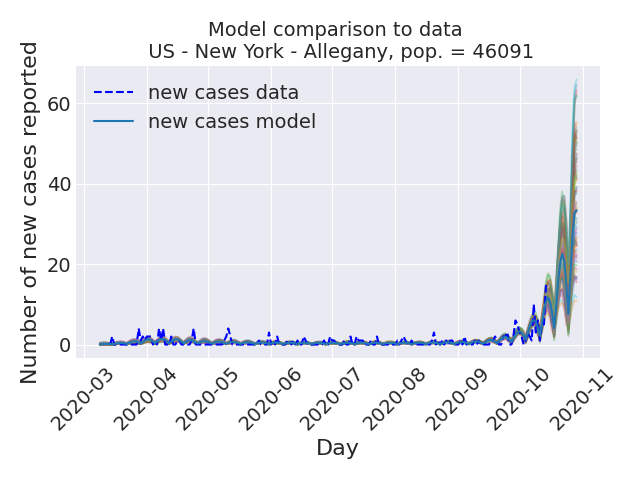 Model comparison to data
US - New York - Allegany, pop. = 46091
Number of new cases reported
new cases data
new cases model
60
40
20
0
2020-03
2020-04
2020-05
2020-06
2020-07
2020-08
2020-09
2020-10
2020-11
Day